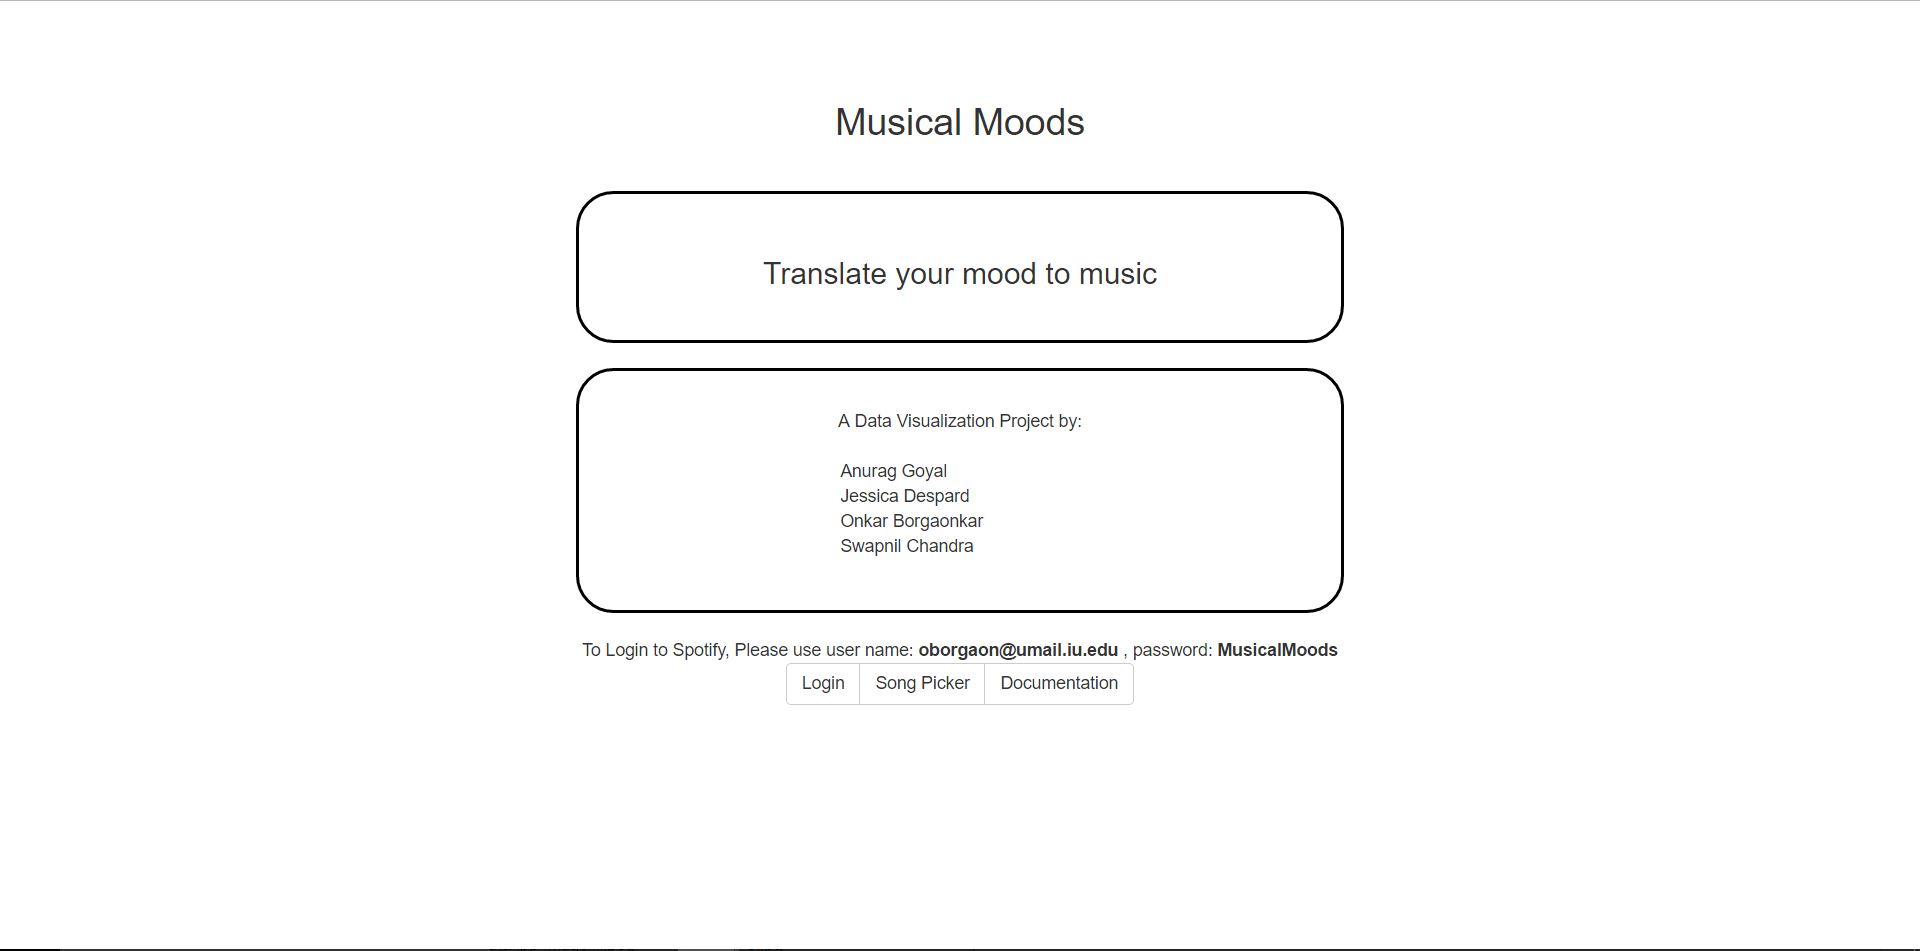 Musical Moods
Translate your mood to music
A Data Visualization Project by:
Anurag Goyal
Jessica Despard
Onkar Borgaonkar
Swapnil Chandra
To Login to Spotify, Please use user name: oborgaon@umail.iu.edu , password: MusicalMoods
Login Song Picker Documentation